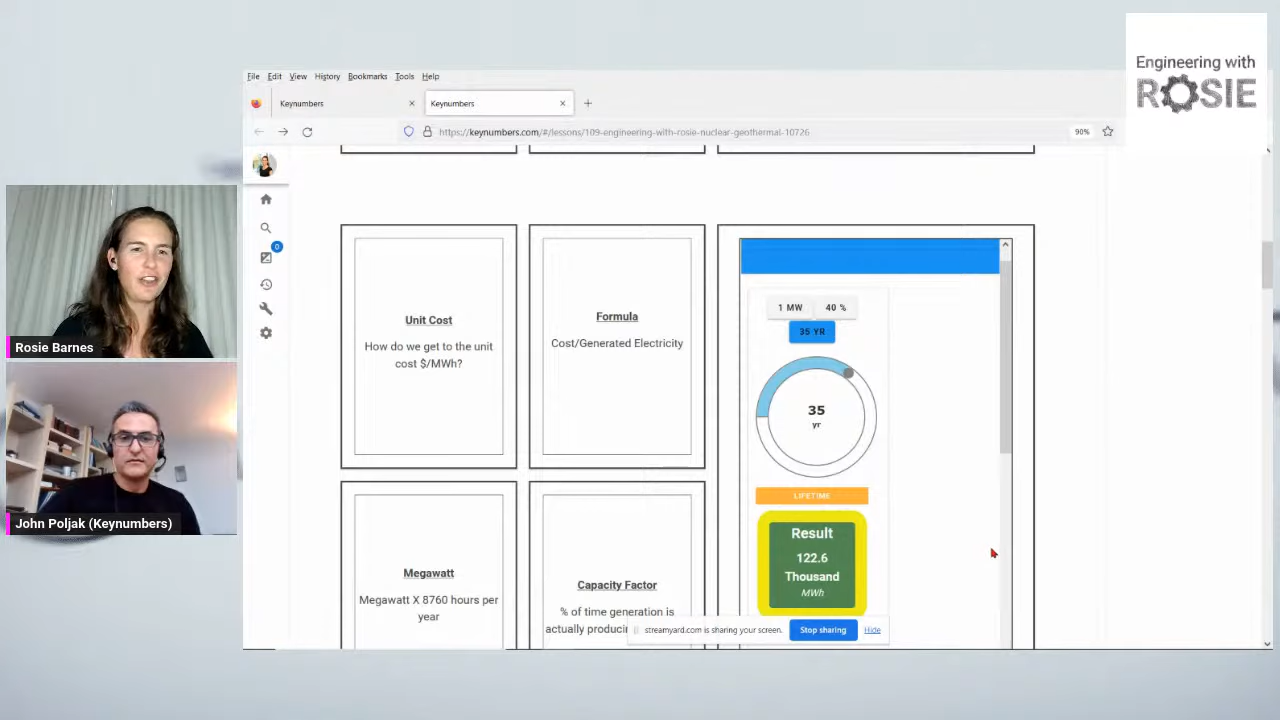 Engineering with
ROSIE
File Edit View History Bookmarks Tools Help
Keynumbers
Keynumbers
https://keynumbers.com/#/lessons/109-engineering-with-rosie-nuclear-geothermal-10726
90%
0
Rosie Barnes
John Poljak (Keynumbers)
Unit Cost
How do we get to the unit
cost $/MWh?
Formula
Cost/Generated Electricity
1 MW
40 %
35 YR
35
yr
LIFETIME
Result
122.6
Thousand
MWh
Megawatt
Megawatt X 8760 hours per
year
Capacity Factor
% of time generation is
actually
streamyard.com is sharing your screen.
Stop sharing
Hide